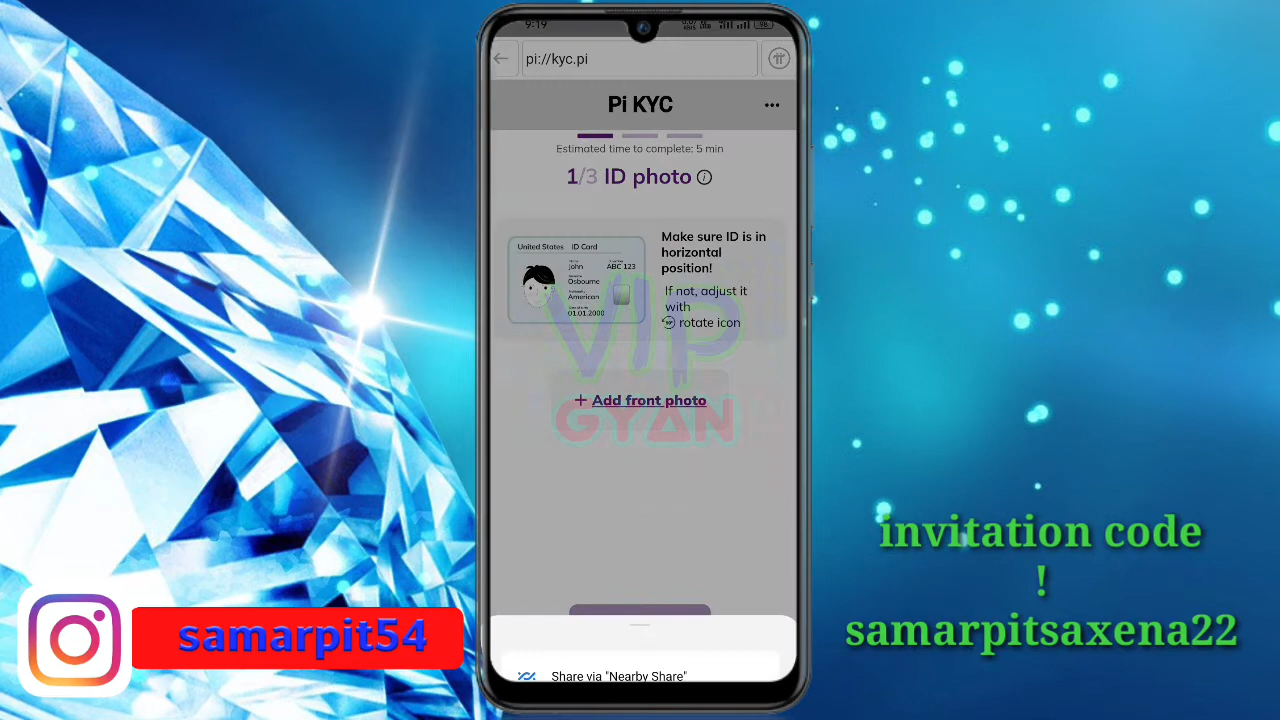 9:19
98
pi://kyc.pi
Pi KYC
Estimated time to complete: 5 min
1/3 ID photo
United States ID Card
John ABC 123
Osbourne
American
01.01.2000
Make sure ID is in
horizontal
position!
If not, adjust it
with
rotate icon
VIP
+ Add front photo
GYAN
Share via "Nearby Share"
samarpit54
invitation code
!
samarpitsaxena22